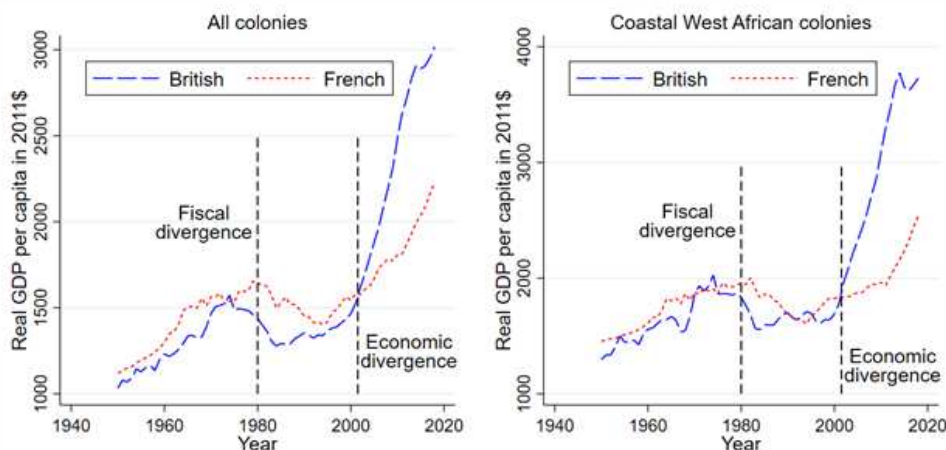 All colonies
British
French
Real GDP per capita in 2011$
3000
2500
2000
1500
1000
Fiscal
divergence
Economic
divergence
1940
1960
1980
2000
2020
Year
Coastal West African colonies
British
French
Real GDP per capita in 2011$
4000
3000
2000
1000
Fiscal
divergence
Economic
divergence
1940
1960
1980
2000
2020
Year